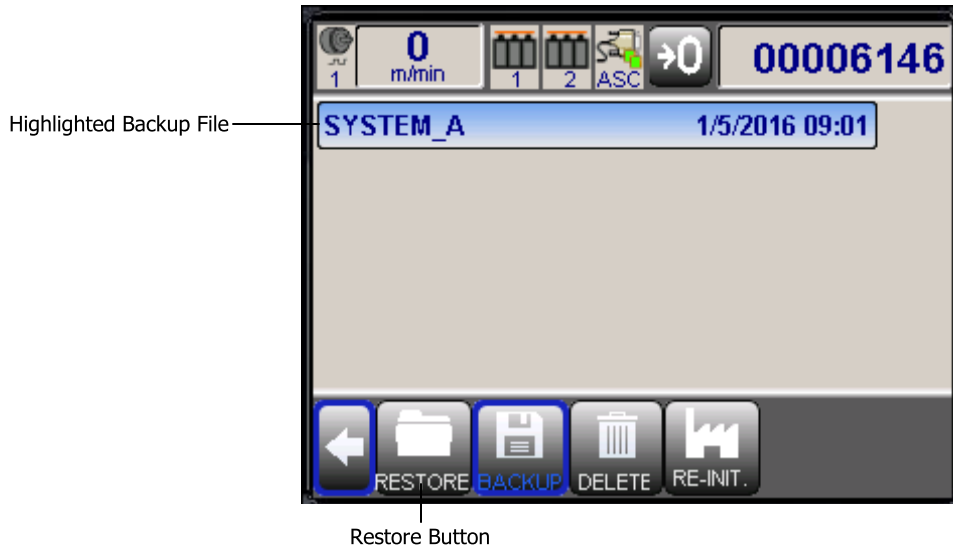 0
m/min
1
1
2
ASC
→0
00006146
Highlighted Backup File
SYSTEM_A 1/5/2016 09:01
RESTORE
BACKUP
DELETE
RE-INIT.
Restore Button